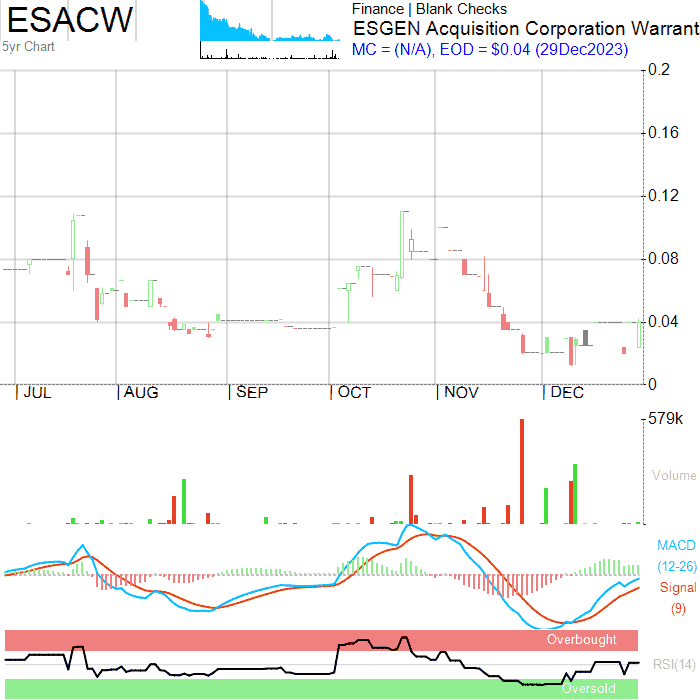 ESACW
5yr Chart
Finance | Blank Checks
ESGEN Acquisition Corporation Warrant
MC = (N/A), EOD = $0.04 (29Dec2023)
0.2
0.16
0.12
0.08
0.04
0
JUL AUG SEP OCT NOV DEC
579k
Volume
MACD
(12-26)
Signal
(9)
Overbought
RSI(14)
Oversold